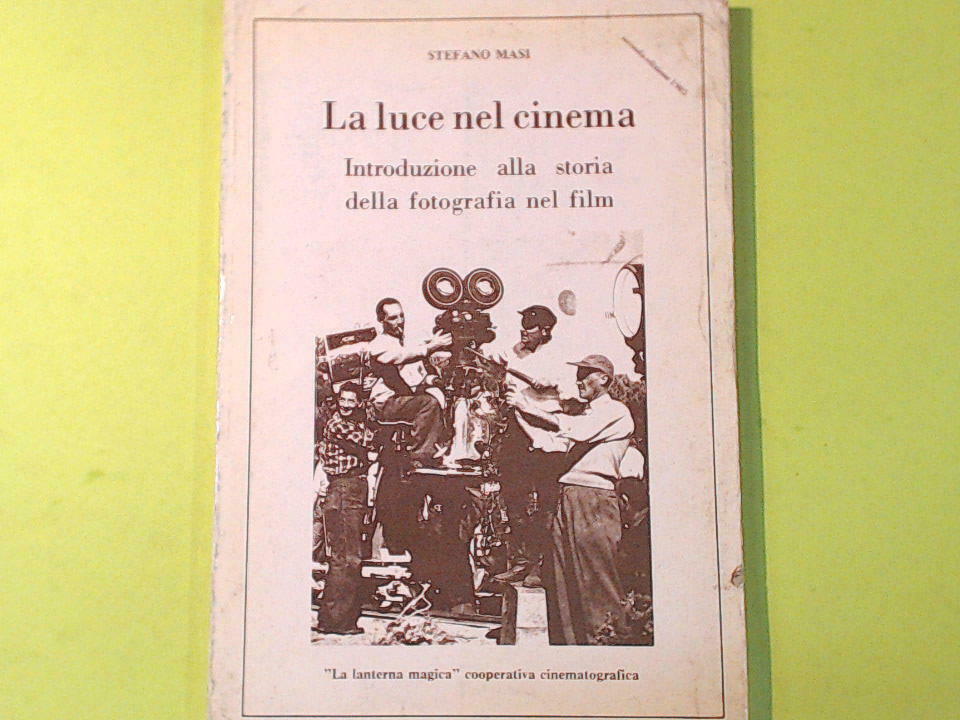 STEFANO MASI
La luce nel cinema
Introduzione alla storia
della fotografia nel film
"La lanterna magica" cooperativa cinematografica